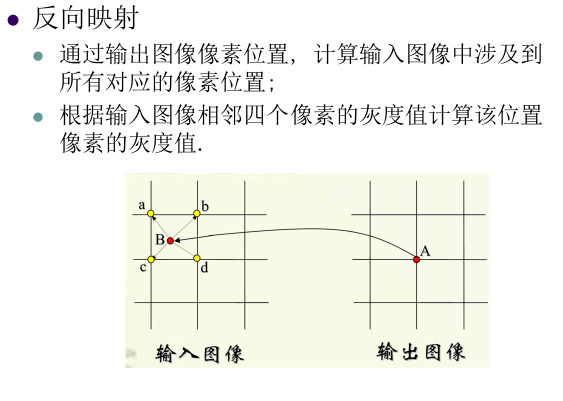 反向映射
通过输出图像像素位置，计算输入图像中涉及到
所有对应的像素位置；
根据输入图像相邻四个像素的灰度值计算该位置
像素的灰度值.
a b
B
A
c d
输入图像 输出图像